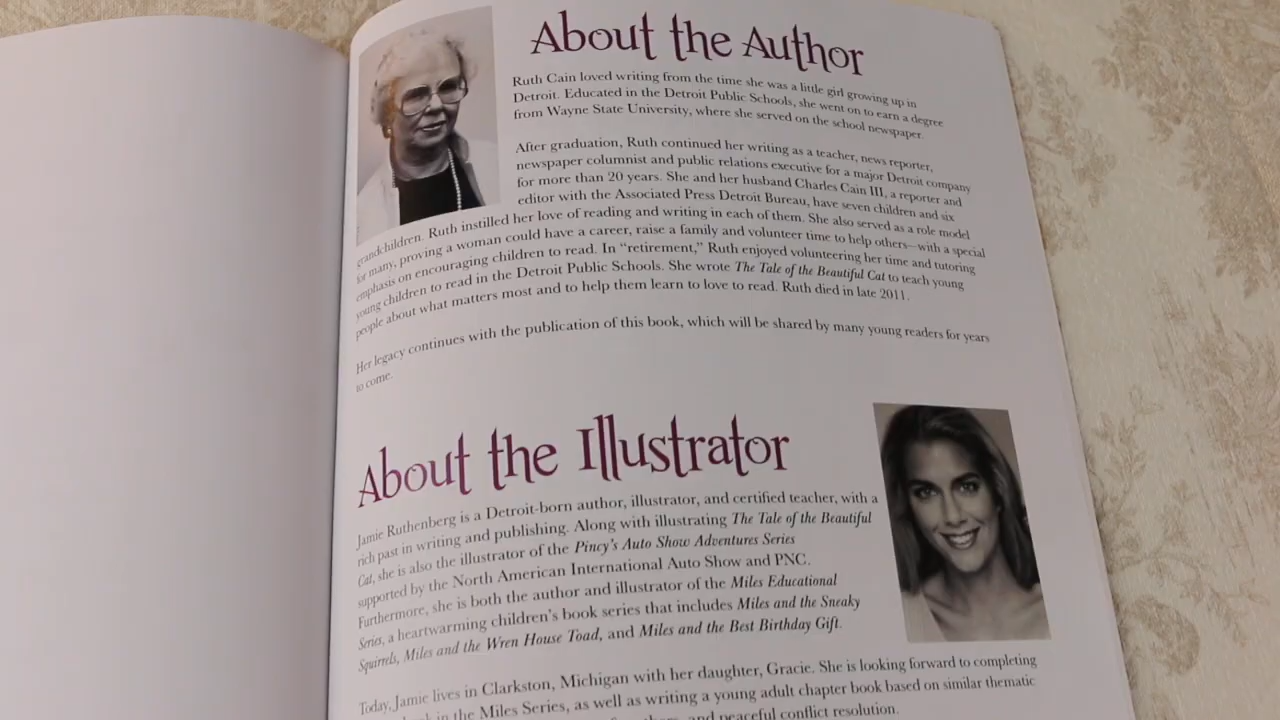 About the Author
Ruth Cain loved writing from the time she was a little girl growing up in
Detroit. Educated in the Detroit Public Schools, she went on to earn a degree
from Wayne State University, where she served on the school newspaper.
After graduation, Ruth continued her writing as a teacher, news reporter,
newspaper columnist and public relations executive for a major Detroit company
for more than 20 years. She and her husband Charles Cain III, a reporter and
editor with the Associated Press Detroit Bureau, have seven children and six
grandchildren. Ruth instilled her love of reading and writing in each of them. She also served as a role model
for many, proving a woman could have a career, raise a family and volunteer time to help others—with a special
emphasis on encouraging children to read. In “retirement,” Ruth enjoyed volunteering her time and tutoring
young children to read in the Detroit Public Schools. She wrote The Tale of the Beautiful Cat to teach young
people about what matters most and to help them learn to love to read. Ruth died in late 2011.
Her legacy continues with the publication of this book, which will be shared by many young readers for years
to come.
About the Illustrator
Jamie Ruthenberg is a Detroit-born author, illustrator, and certified teacher, with a
rich past in writing and publishing. Along with illustrating The Tale of the Beautiful
Cat, she is also the illustrator of the Pincy's Auto Show Adventures Series
supported by the North American International Auto Show and PNC.
Furthermore, she is both the author and illustrator of the Miles Educational
Series, a heartwarming children's book series that includes Miles and the Sneaky
Squirrels, Miles and the Wren House Toad, and Miles and the Best Birthday Gift.
Today, Jamie lives in Clarkston, Michigan with her daughter, Gracie. She is looking forward to completing
in the Miles Series, as well as writing a young adult chapter book based on similar thematic
and peaceful conflict resolution.